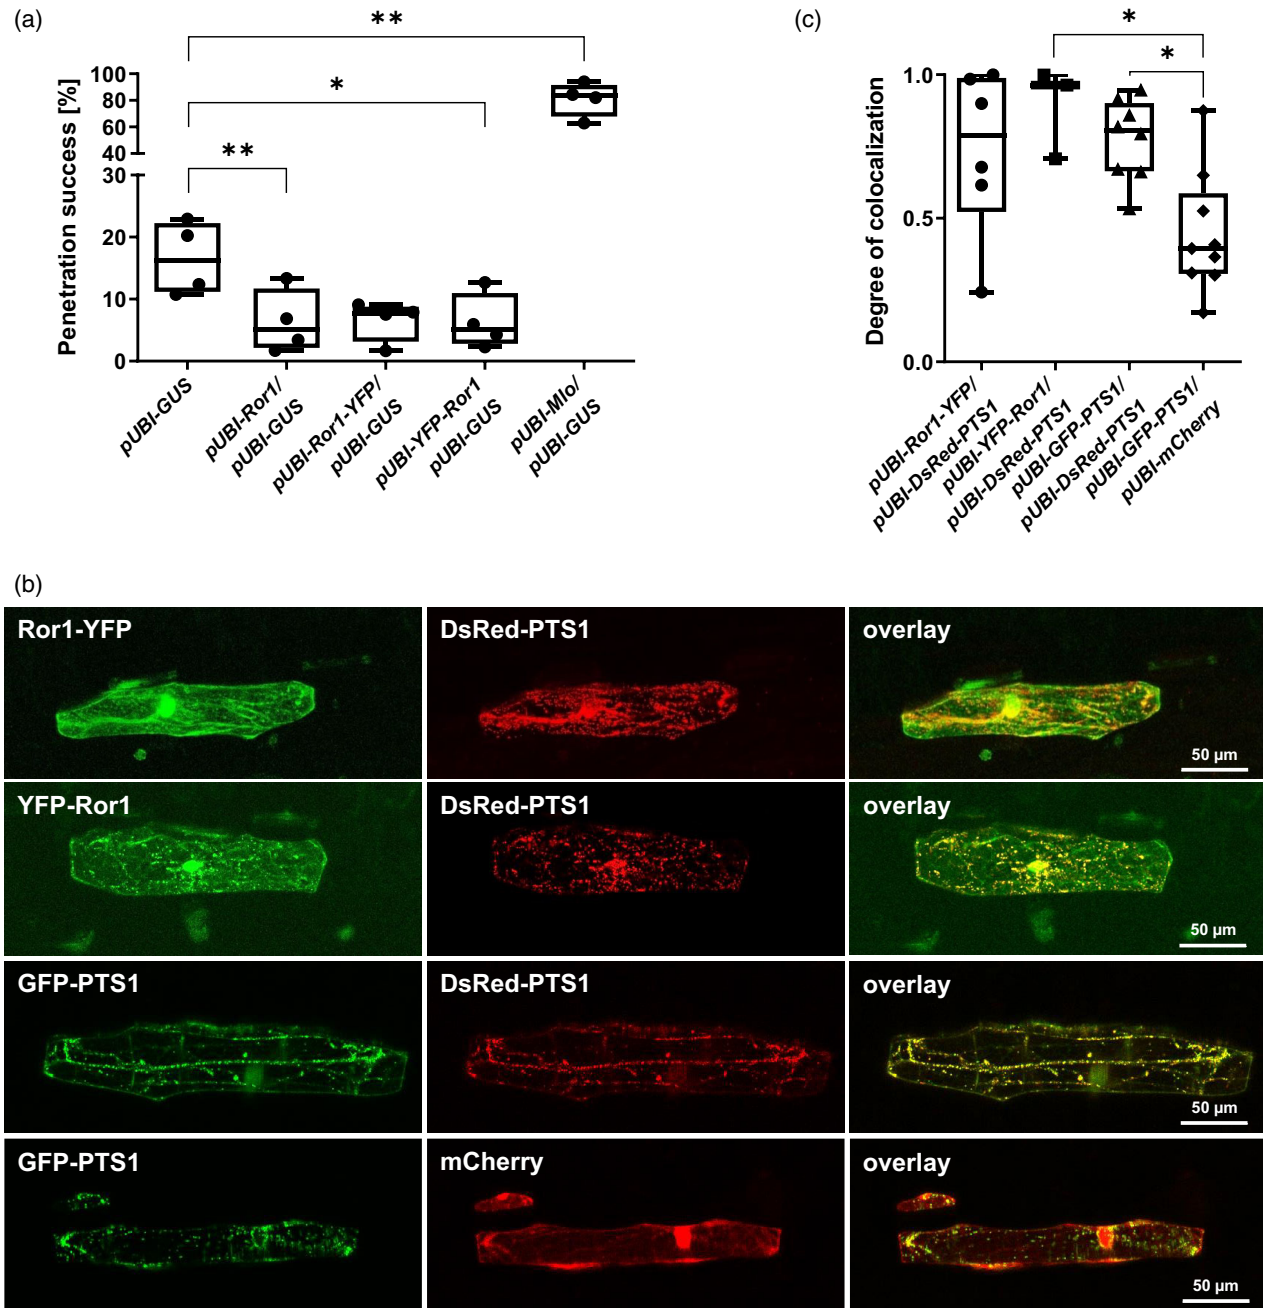 (a)
**
*
**
Penetration success [%]
100
80
60
40
30
20
10
0
pUBI-GUS
pUBI-Ror1/
pUBI-GUS
pUBI-Ror1-YFP/
pUBI-GUS
pUBI-YFP-Ror1
pUBI-GUS
pUBI-Mlo/
pUBI-GUS
(c)
*
*
Degree of colocalization
1.0
0.5
0.0
pUBI-Ror1-YFP/
pUBI-DsRed-PTS1
pUBI-YFP-Ror1/
pUBI-DsRed-PTS1
pUBI-GFP-PTS1/
pUBI-DsRed-PTS1
pUBI-GFP-PTS1/
pUBI-mCherry
(b)
Ror1-YFP
DsRed-PTS1
overlay
50 µm
YFP-Ror1
DsRed-PTS1
overlay
50 µm
GFP-PTS1
DsRed-PTS1
overlay
50 µm
GFP-PTS1
mCherry
overlay
50 µm